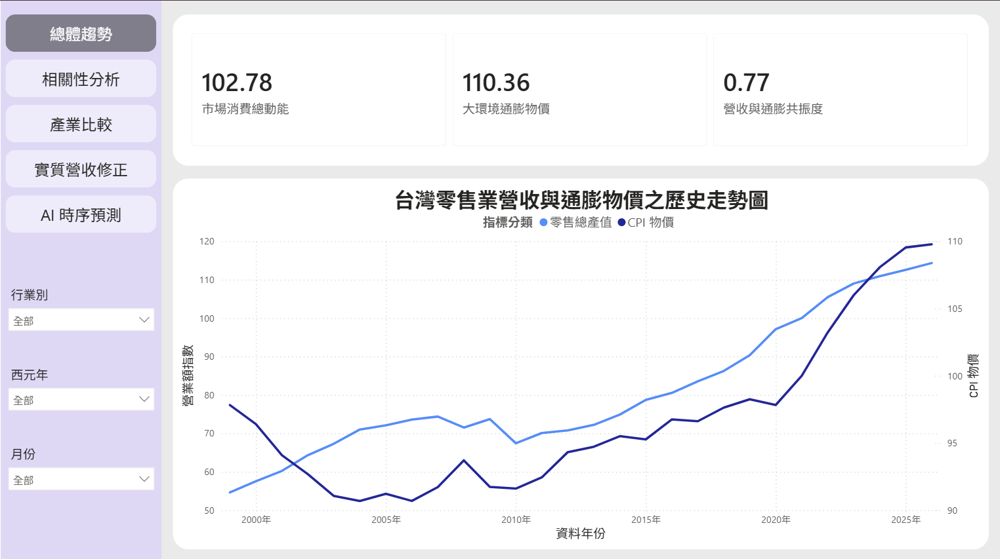 總體趨勢
相關性分析
產業比較
實質營收修正
AI 時序預測
行業別
全部
西元年
全部
月份
全部
102.78
市場消費總動能
110.36
大環境通膨物價
0.77
營收與通膨共振度
台灣零售業營收與通膨物價之歷史走勢圖
指標分類 零售總產值 CPI 物價
120
110
100
90
80
70
60
50
營業額指數
110
105
100
95
90
CPI 物價
2000年 2005年 2010年 2015年 2020年 2025年
資料年份